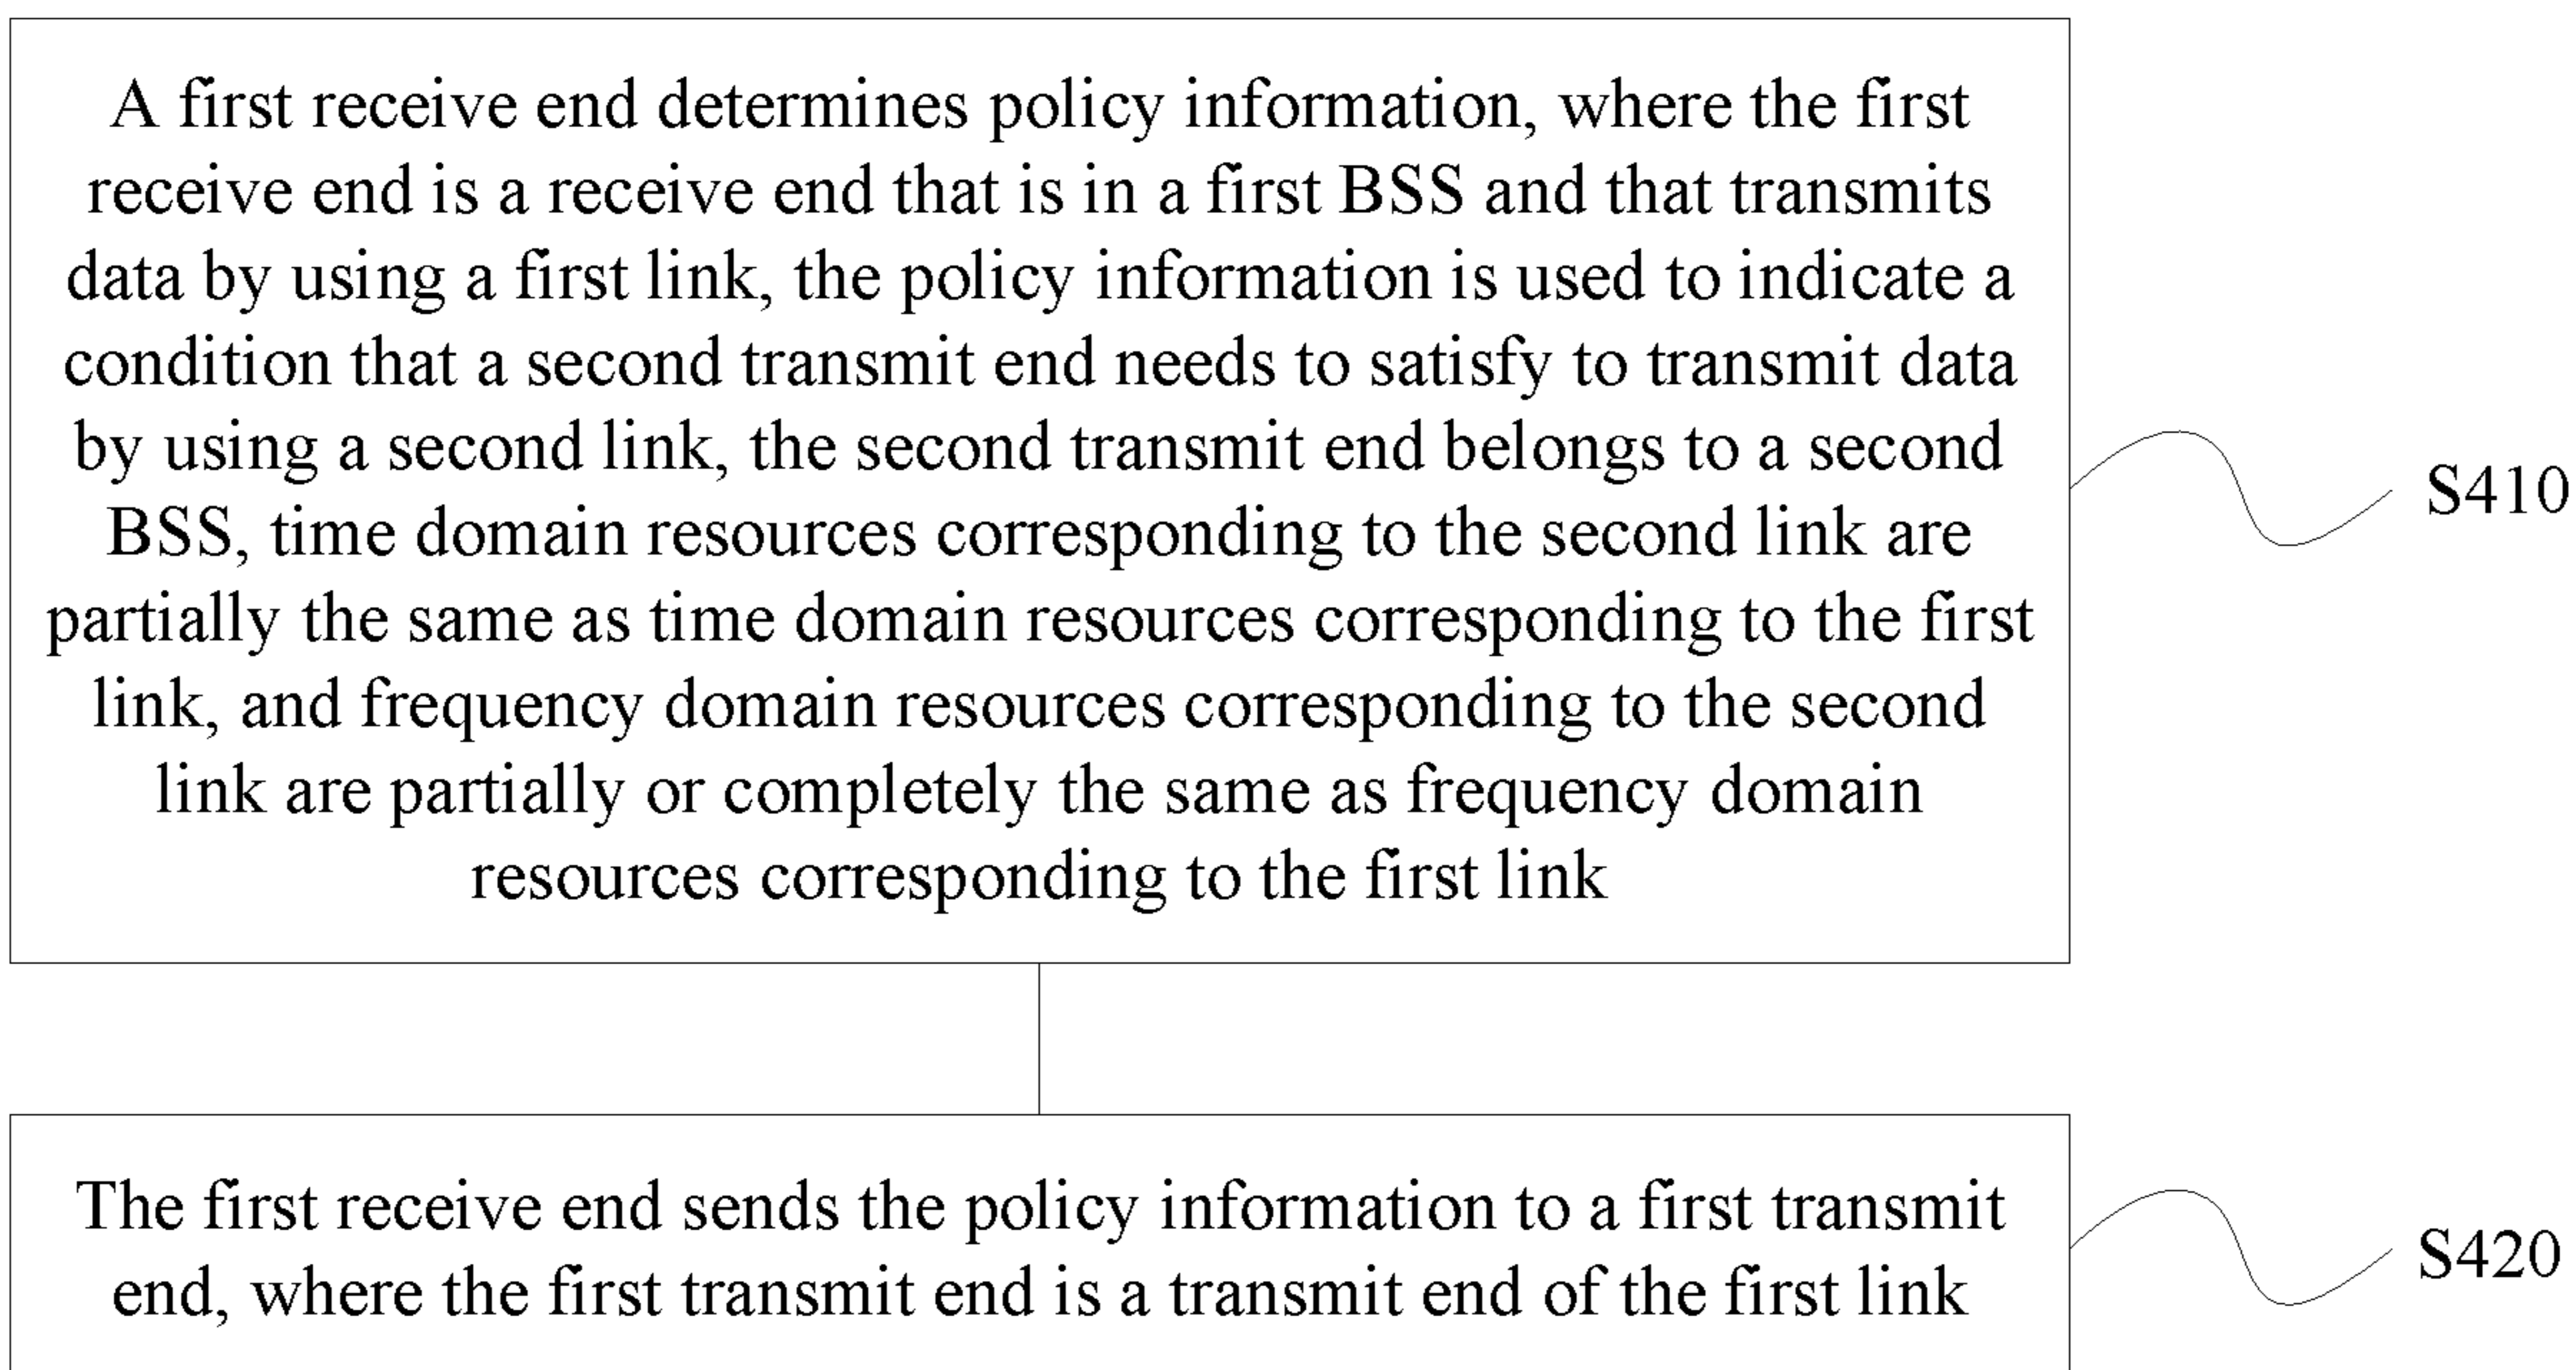 A first receive end determines policy information, where the first
receive end is a receive end that is in a first BSS and that transmits
data by using a first link, the policy information is used to indicate a
condition that a second transmit end needs to satisfy to transmit data
by using a second link, the second transmit end belongs to a second
BSS, time domain resources corresponding to the second link are
partially the same as time domain resources corresponding to the first
link, and frequency domain resources corresponding to the second
link are partially or completely the same as frequency domain
resources corresponding to the first link
S410
The first receive end sends the policy information to a first transmit
end, where the first transmit end is a transmit end of the first link
S420